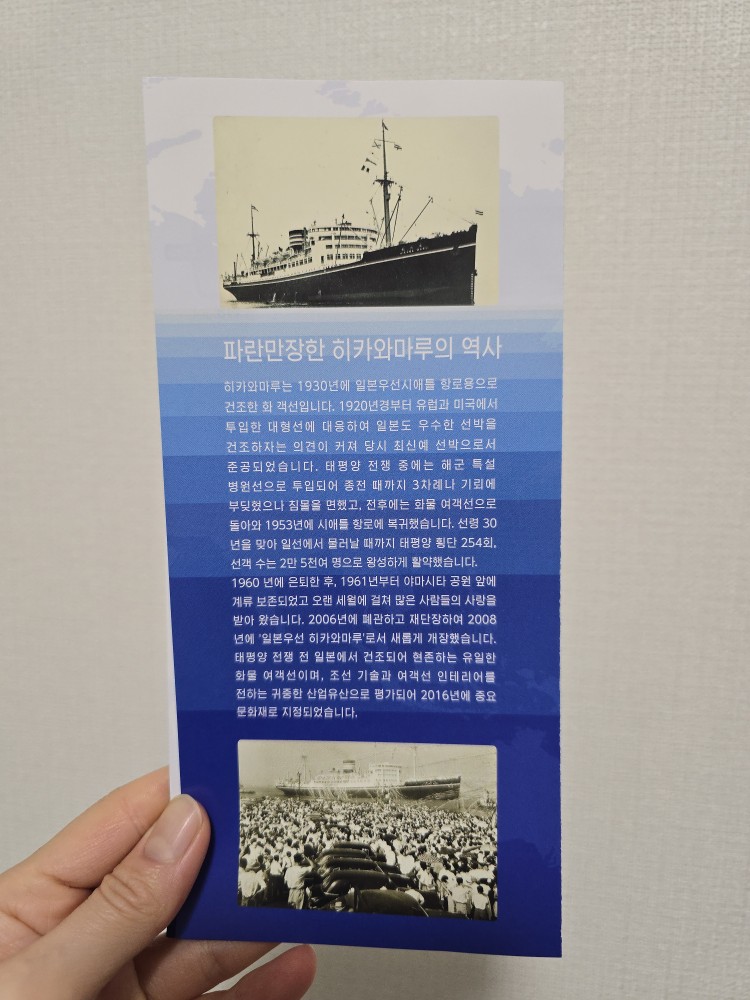 파란만장한 히카와마루의 역사
히카와마루는 1930년에 일본우선시애틀 항로용으로
건조한 화 객선입니다. 1920년경부터 유럽과 미국에서
투입한 대형선에 대응하여 일본도 우수한 선박을
건조하자는 의견이 커져 당시 최신예 선박으로서
준공되었습니다. 태평양 전쟁 중에는 해군 특설
병원선으로 투입되어 종전 때까지 3차례나 기뢰에
부딪혔으나 침몰을 면했고, 전후에는 화물 여객선으로
돌아와 1953년에 시애틀 항로에 복귀했습니다. 선령 30
년을 맞아 일선에서 물러날 때까지 태평양 횡단 254회,
선객 수는 2만 5천여 명으로 왕성하게 활약했습니다.
1960 년에 은퇴한 후, 1961년부터 야마시타 공원 앞에
계류 보존되었고 오랜 세월에 걸쳐 많은 사람들의 사랑을
받아 왔습니다. 2006년에 폐관하고 재단장하여 2008
년에 '일본우선 히카와마루'로서 새롭게 개장했습니다.
태평양 전쟁 전 일본에서 건조되어 현존하는 유일한
화물 여객선이며, 조선 기술과 여객선 인테리어를
전하는 귀중한 산업유산으로 평가되어 2016년에 중요
문화재로 지정되었습니다.